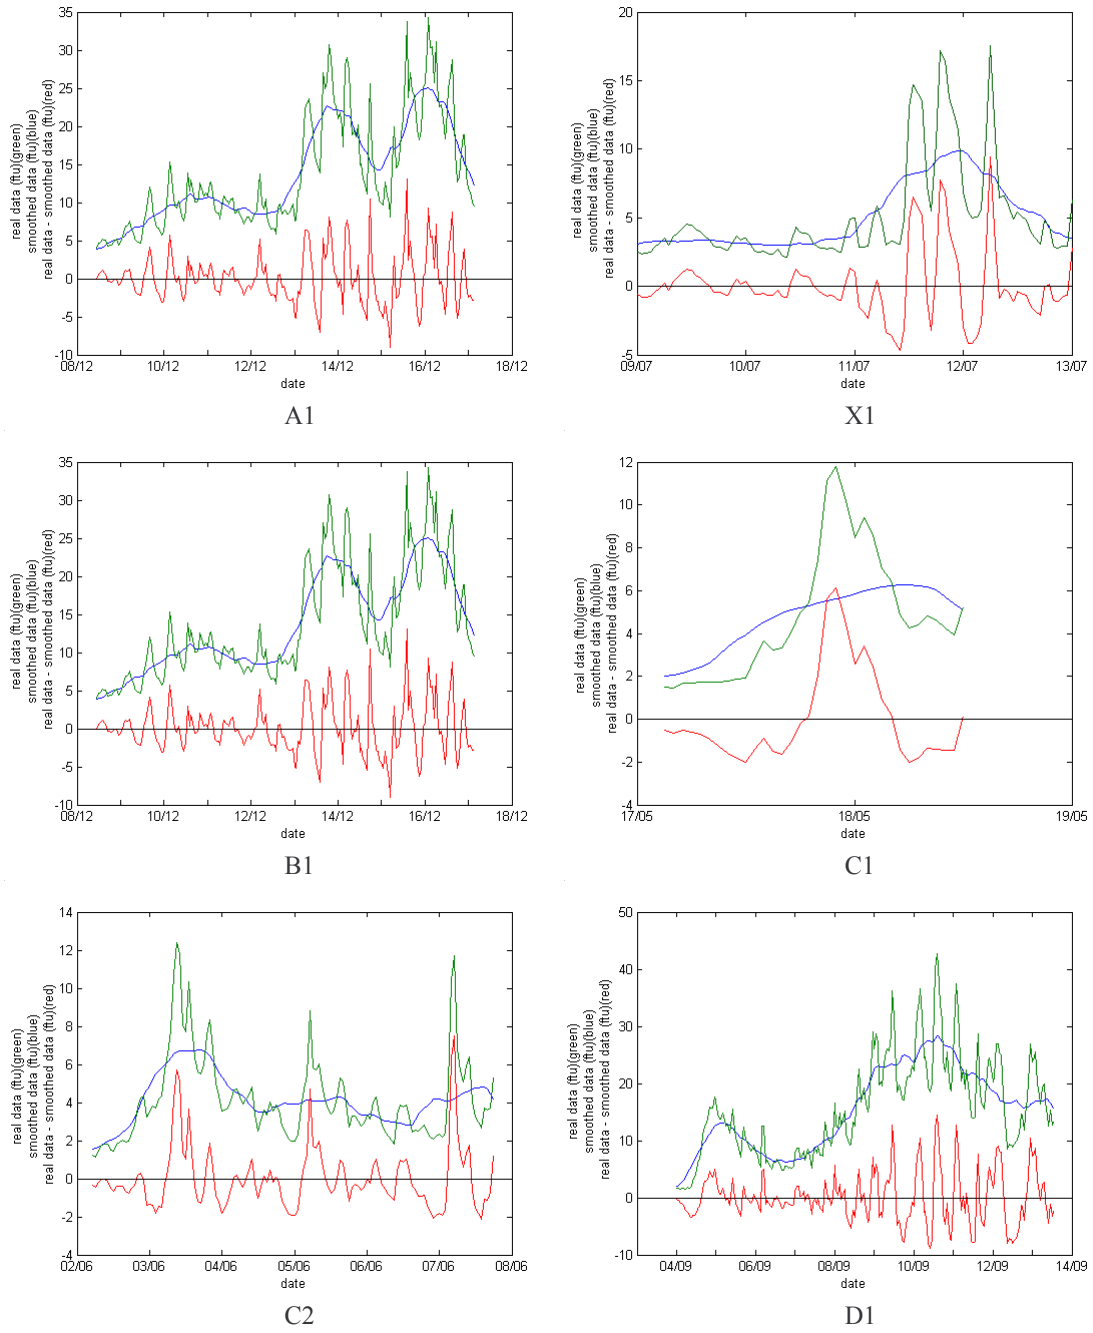 35
30
25
20
15
10
5
0
-5
-10
08/12 10/12 12/12 14/12 16/12 18/12
date
real data (ftu)(green)
smoothed data (ftu)(blue)
real data - smoothed data (ftu)(red)
A1
20
15
10
5
0
-5
09/07 10/07 11/07 12/07 13/07
date
real data (ftu)(green)
smoothed data (ftu)(blue)
real data - smoothed data (ftu)(red)
X1
35
30
25
20
15
10
5
0
-5
-10
08/12 10/12 12/12 14/12 16/12 18/12
date
real data (ftu)(green)
smoothed data (ftu)(blue)
real data - smoothed data (ftu)(red)
B1
12
10
8
6
4
2
0
-2
-4
17/05 18/05 19/05
date
real data (ftu)(green)
smoothed data (ftu)(blue)
real data - smoothed data (ftu)(red)
C1
14
12
10
8
6
4
2
0
-2
-4
02/06 03/06 04/06 05/06 06/06 07/06 08/06
date
real data (ftu)(green)
smoothed data (ftu)(blue)
real data - smoothed data (ftu)(red)
C2
50
40
30
20
10
0
-10
04/09 06/09 08/09 10/09 12/09 14/09
date
real data (ftu)(green)
smoothed data (ftu)(blue)
real data - smoothed data (ftu)(red)
D1